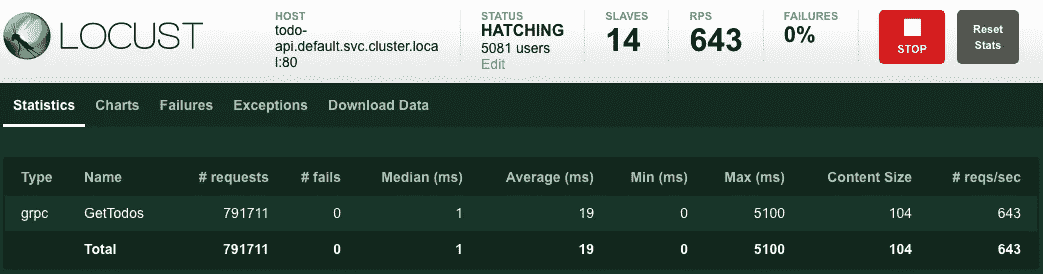 LOCUST
HOST
todo-
api.default.svc.cluster.loca
l:80
STATUS
HATCHING
5081 users
Edit
SLAVES
14
RPS
643
FAILURES
0%
STOP
Reset
Stats
Statistics Charts Failures Exceptions Download Data
Type Name # requests # fails Median (ms) Average (ms) Min (ms) Max (ms) Content Size # reqs/sec
grpc GetTodos 791711 0 1 19 0 5100 104 643
Total 791711 0 1 19 0 5100 104 643